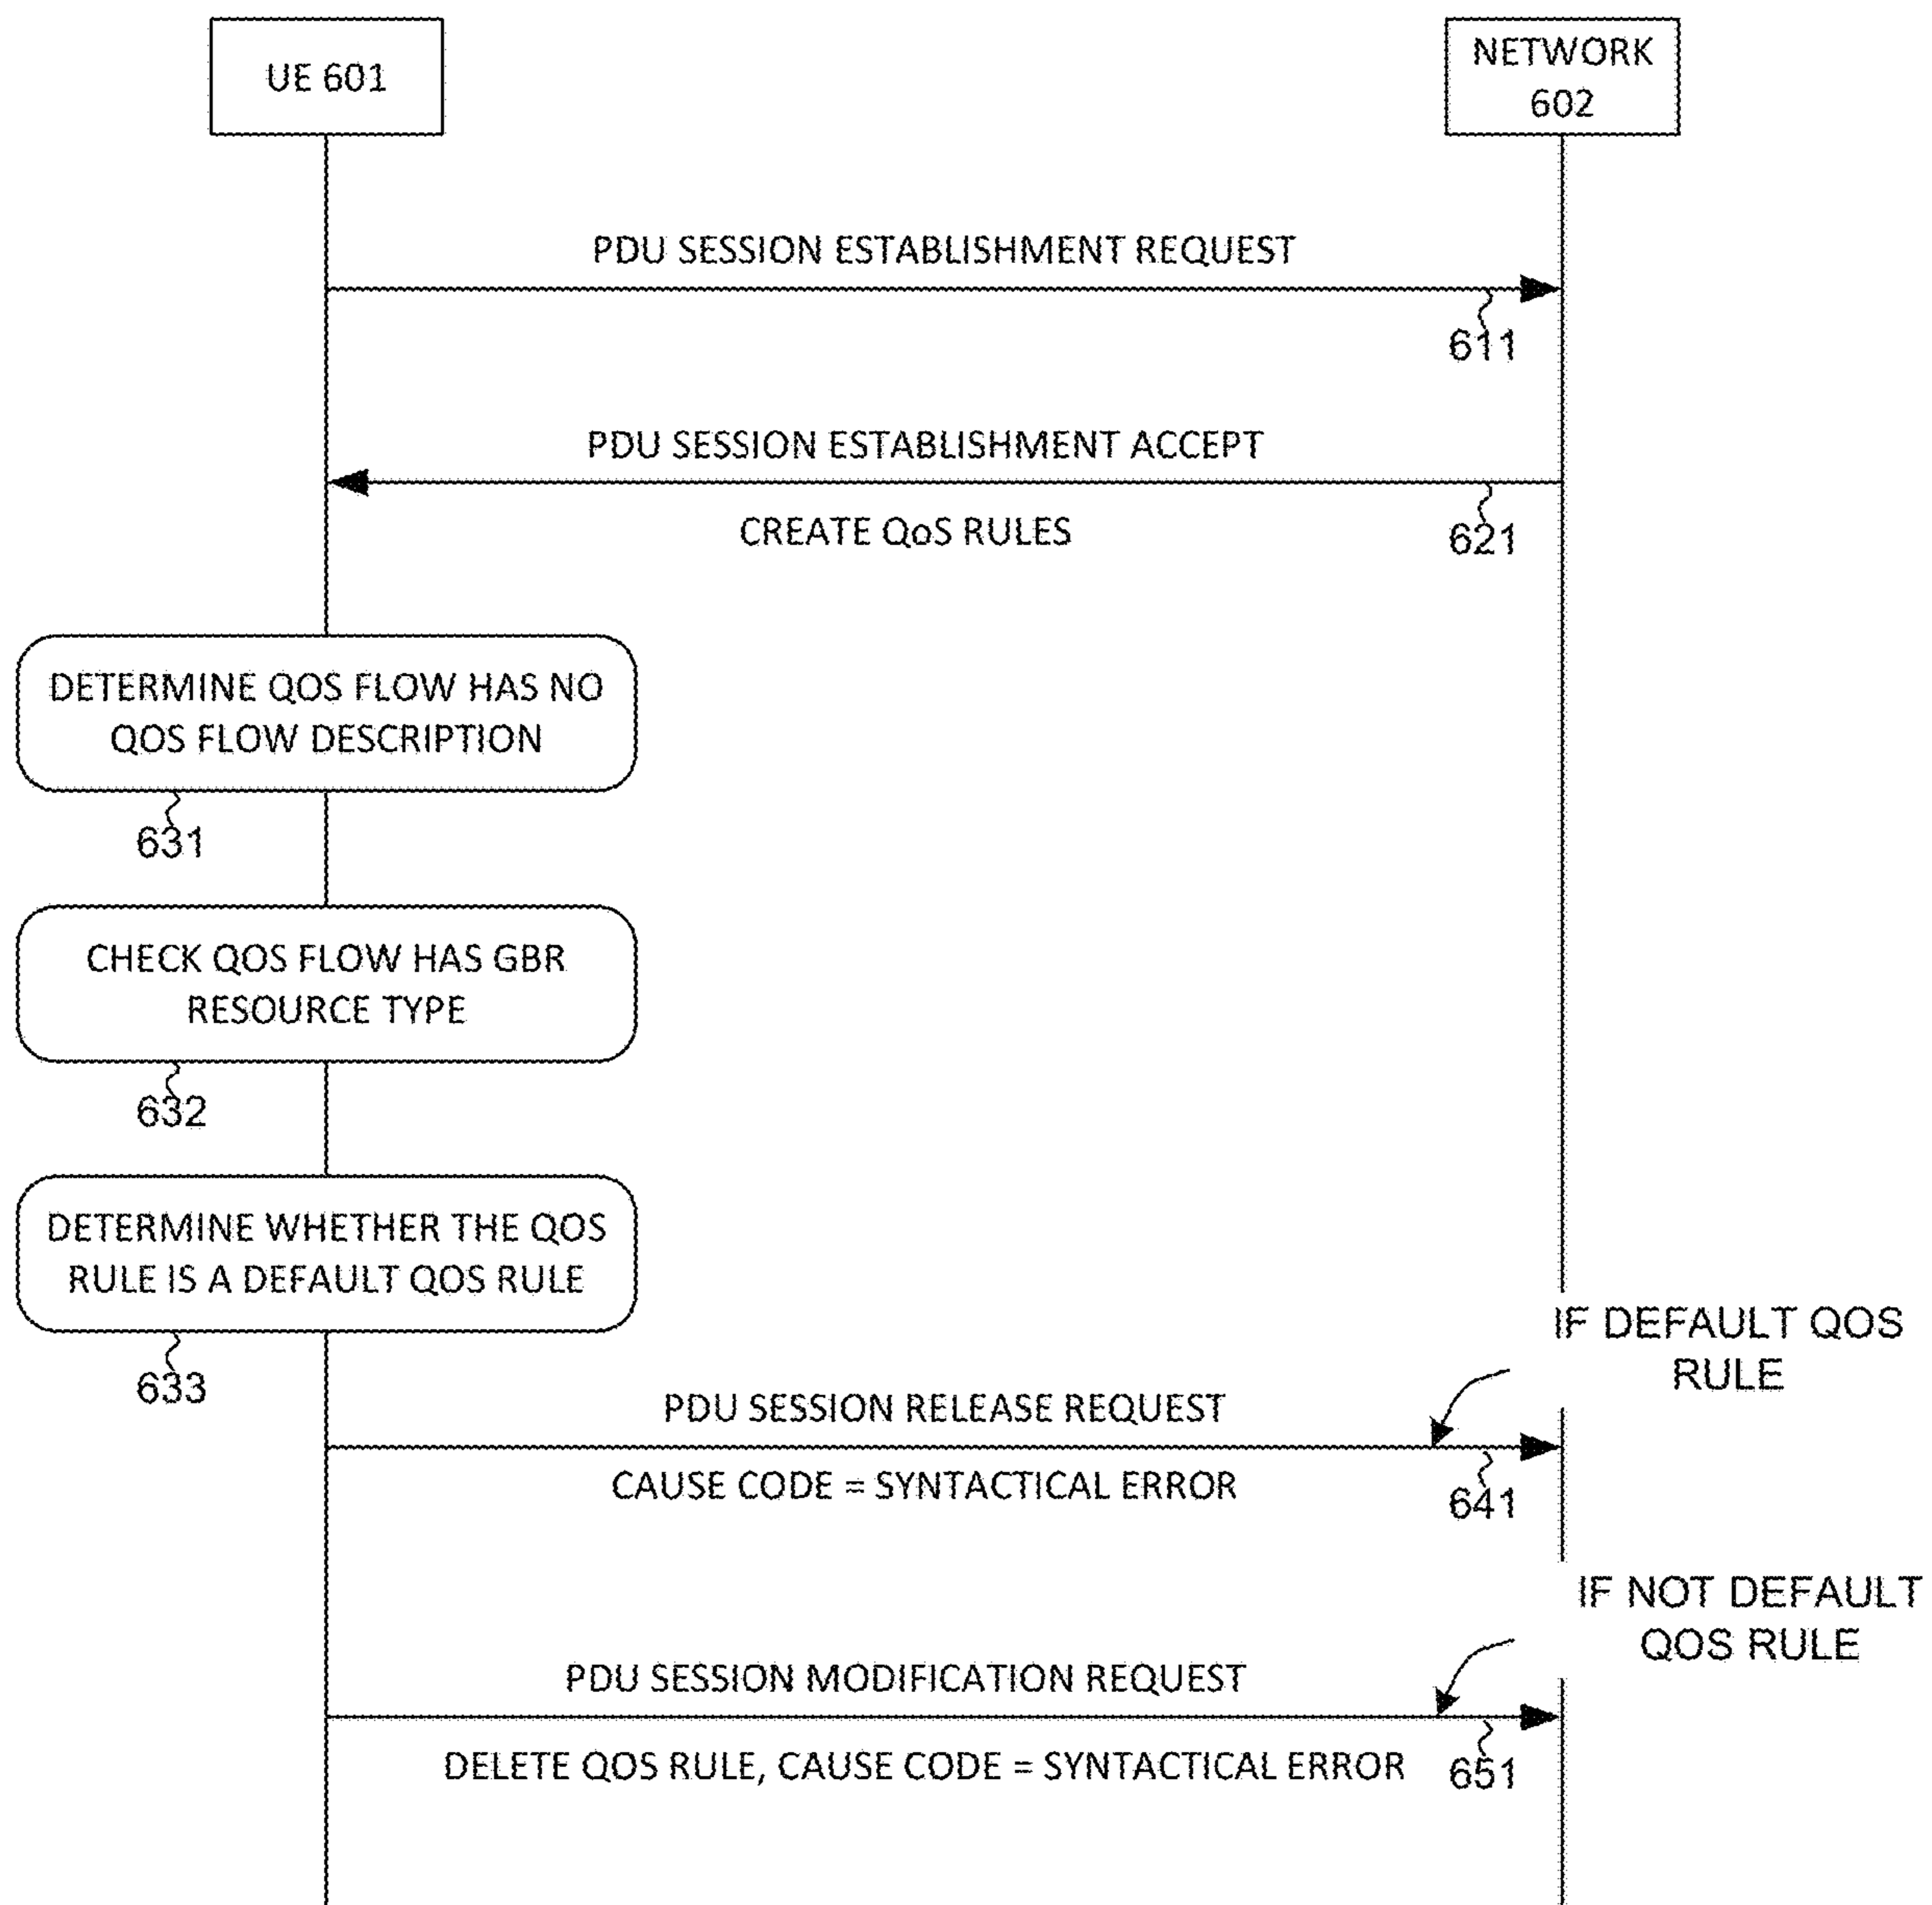 UE 601
NETWORK
602
PDU SESSION ESTABLISHMENT REQUEST
611
PDU SESSION ESTABLISHMENT ACCEPT
CREATE QoS RULES
621
DETERMINE QOS FLOW HAS NO
QOS FLOW DESCRIPTION
631
CHECK QOS FLOW HAS GBR
RESOURCE TYPE
632
DETERMINE WHETHER THE QOS
RULE IS A DEFAULT QOS RULE
633
IF DEFAULT QOS
RULE
PDU SESSION RELEASE REQUEST
CAUSE CODE = SYNTACTICAL ERROR
641
IF NOT DEFAULT
QOS RULE
PDU SESSION MODIFICATION REQUEST
DELETE QOS RULE, CAUSE CODE = SYNTACTICAL ERROR
651